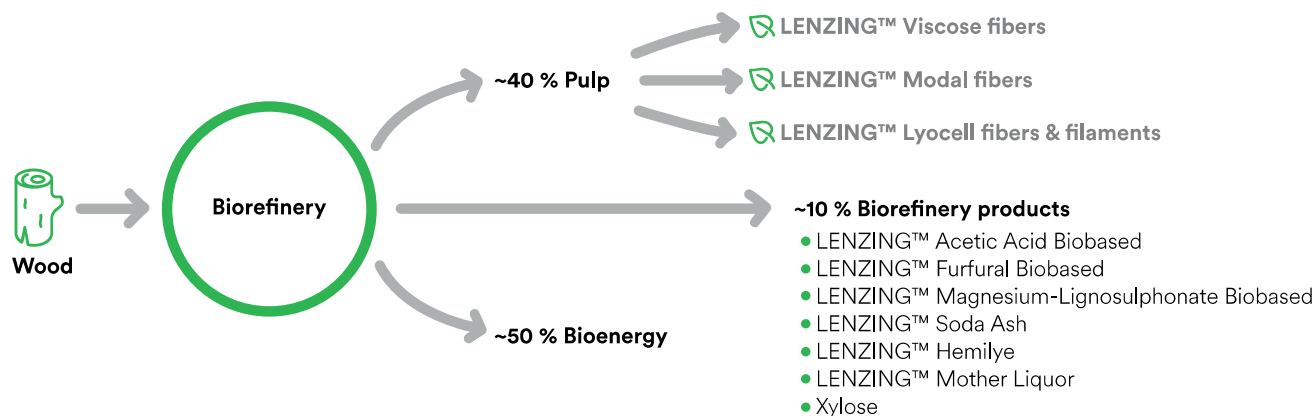 LENZING™ Viscose fibers
~40 % Pulp
LENZING™ Modal fibers
LENZING™ Lyocell fibers & filaments
Wood
Biorefinery
~10 % Biorefinery products
LENZING™ Acetic Acid Biobased
LENZING™ Furfural Biobased
LENZING™ Magnesium-Lignosulphonate Biobased
LENZING™ Soda Ash
LENZING™ Hemilye
LENZING™ Mother Liquor
Xylose
~50 % Bioenergy